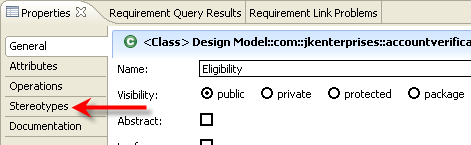 Properties Requirement Query Results Requirement Link Problems
General
<Class> Design Model::com::jkenterprises::accountverifica
Attributes
Name: Eligibility
Operations
Visibility: public private protected package
Stereotypes
Abstract:
Documentation